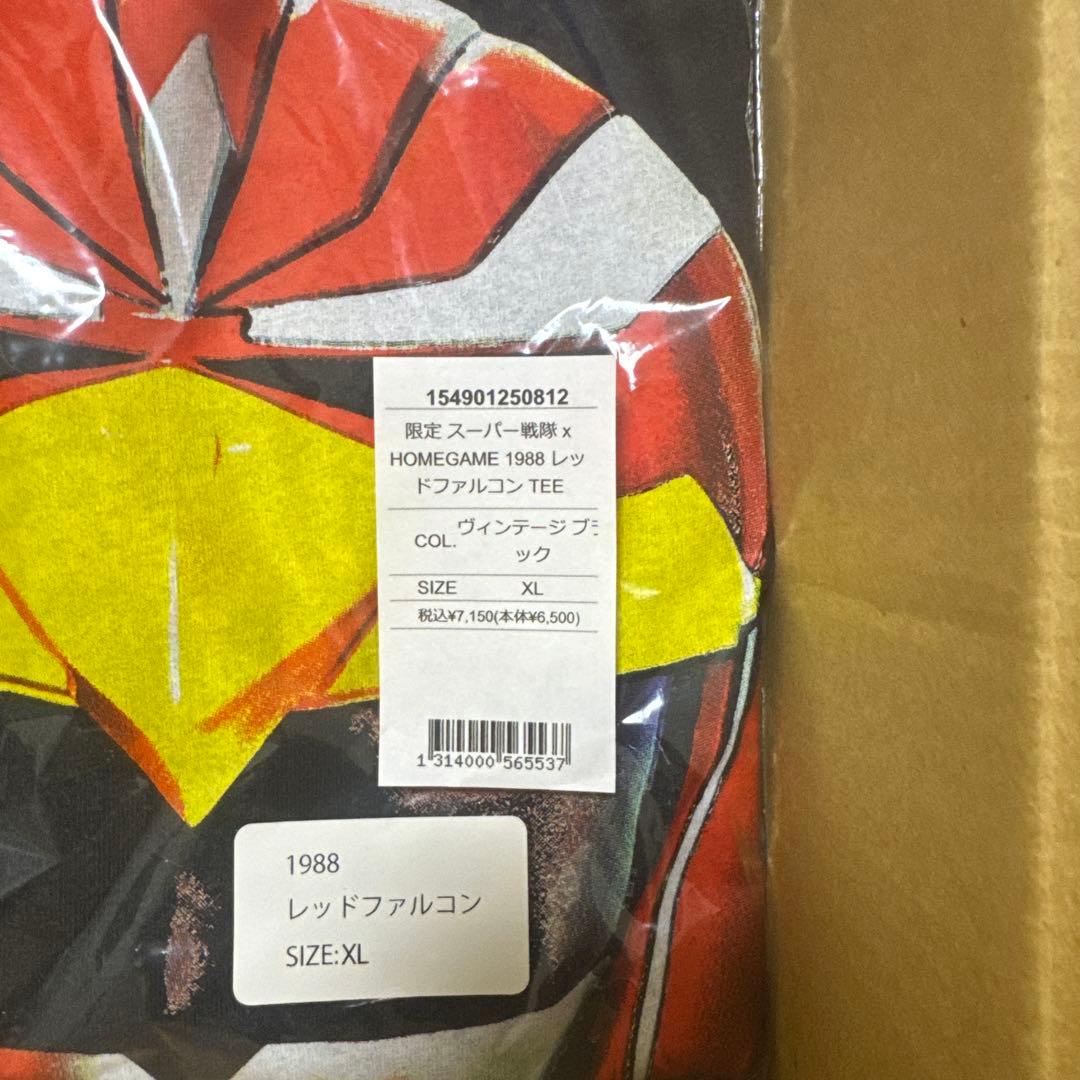 154901250812
限定 スーパー戦隊 x
HOMEGAME 1988 レッ
ドファルコン TEE
COL. ヴィンテージ ブラ
ック
SIZE XL
税込¥7,150(本体¥6,500)
1 314000 565537
1988
レッドファルコン
SIZE:XL